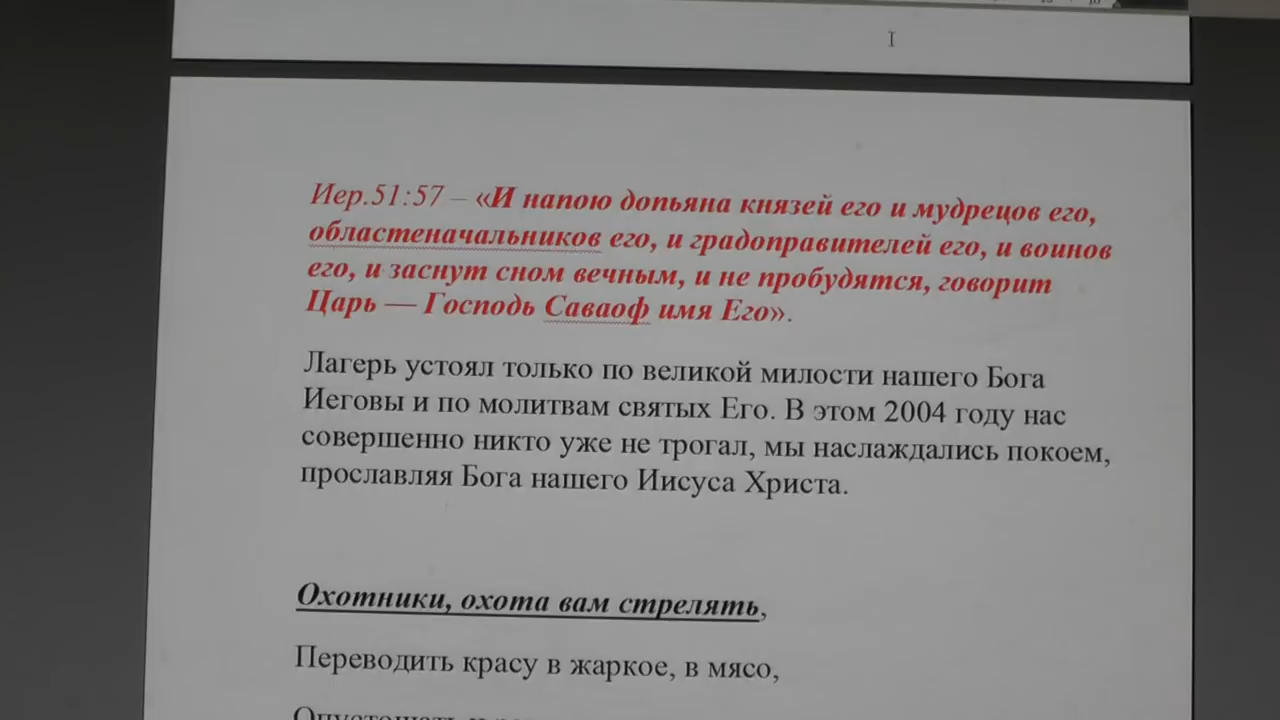 Иер.51:57 – «И напою допьяна князей его и мудрецов его,
областеначальников его, и градоправителей его, и воинов
его, и заснут сном вечным, и не пробудятся, говорит
Царь — Господь Саваоф имя Его».
Лагерь устоял только по великой милости нашего Бога
Иеговы и по молитвам святых Его. В этом 2004 году нас
совершенно никто уже не трогал, мы наслаждались покоем,
прославляя Бога нашего Иисуса Христа.
Охотники, охота вам стрелять,
Переводить красу в жаркое, в мясо,